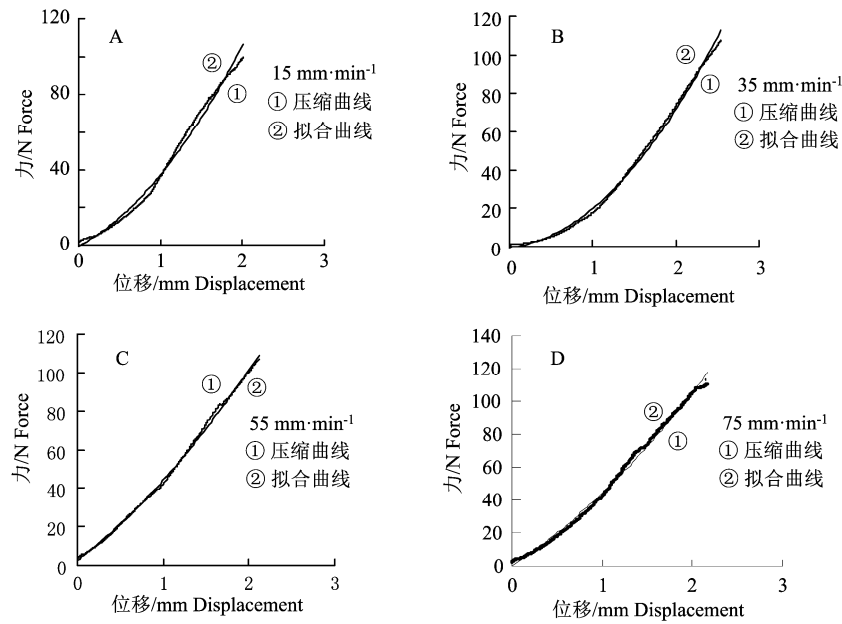 A
15 mm·min-1
① 压缩曲线
② 拟合曲线
②
①
120
80
40
0
力/N Force
0
1
2
3
位移/mm Displacement
B
35 mm·min-1
① 压缩曲线
② 拟合曲线
②
①
120
100
80
60
40
20
0
力/N Force
0
1
2
3
位移/mm Displacement
C
55 mm·min-1
① 压缩曲线
② 拟合曲线
①
②
120
100
80
60
40
20
0
力/N Force
0
1
2
3
位移/mm Displacement
D
75 mm·min-1
① 压缩曲线
② 拟合曲线
②
①
140
120
100
80
60
40
20
0
力/N Force
0
1
2
3
位移/mm Displacement